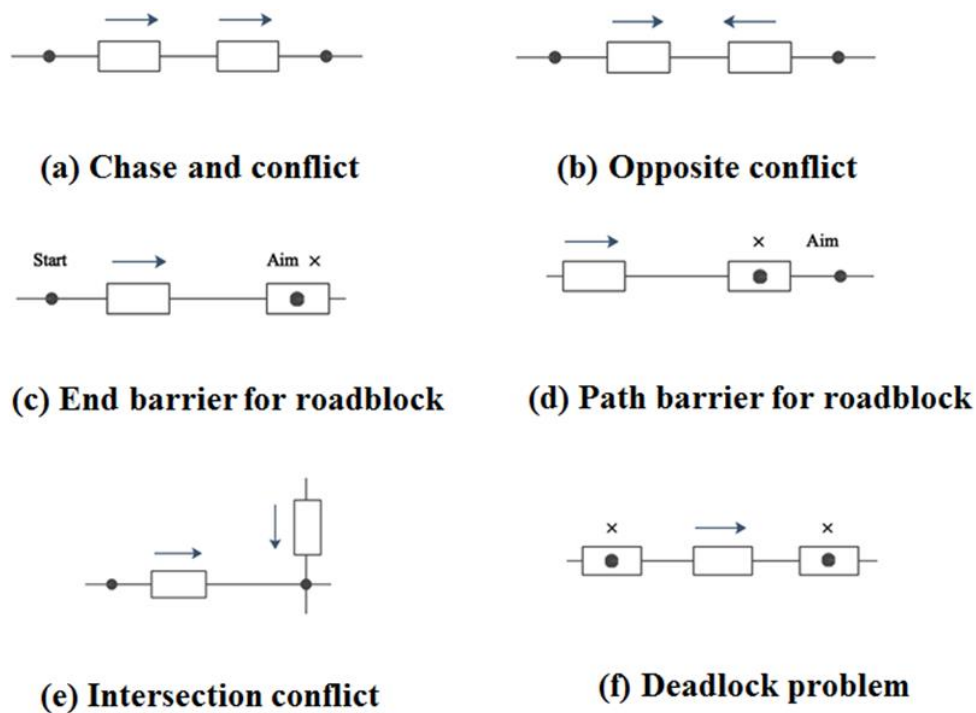 (a) Chase and conflict
(b) Opposite conflict
Start
Aim ×
× Aim
(c) End barrier for roadblock
(d) Path barrier for roadblock
× ×
(e) Intersection conflict
(f) Deadlock problem